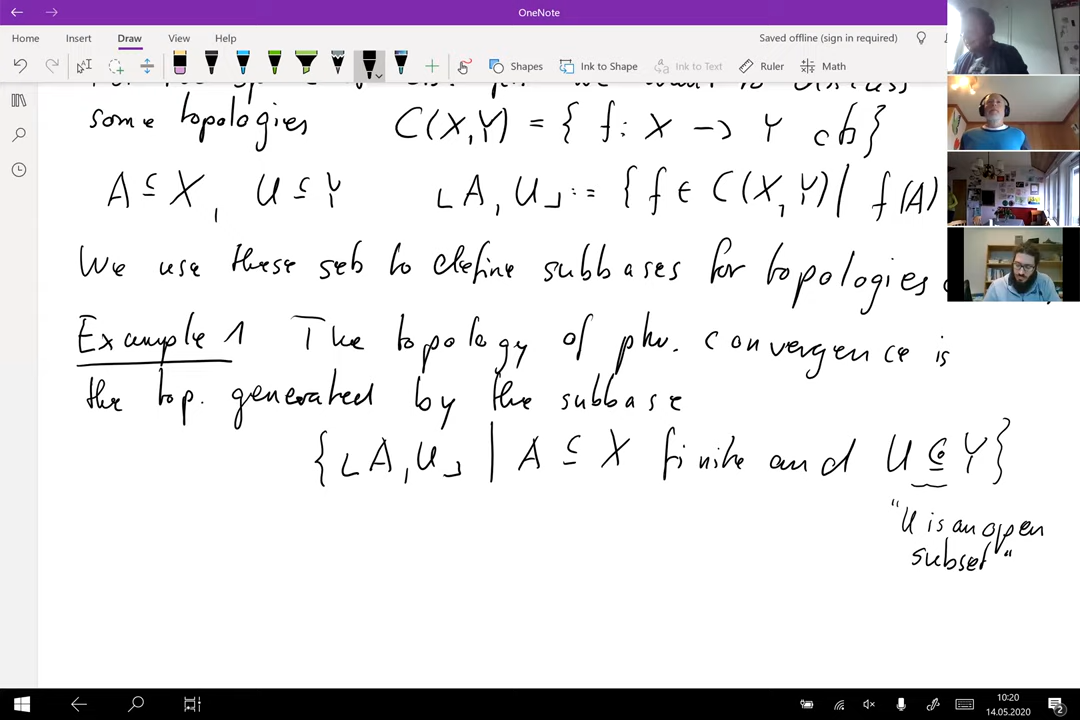 OneNote
Home Insert Draw View Help
Saved offline (sign in required)
Shapes Ink to Shape Ink to Text Ruler Math
some topologies C(X,Y) = { f: X → Y cts}
A ⊆ X, U ⊆ Y ⌊A, U⌋ := { f ∈ C(X,Y) | f(A)
We use these sets to define subbases for topologies
Example 1 The topology of ptw. convergence is
the top. generated by the subbase
{⌊A,U⌋ | A ⊆ X finite and U ⊆ Y}
"U is an open
subset"
10:20
14.05.2020
2